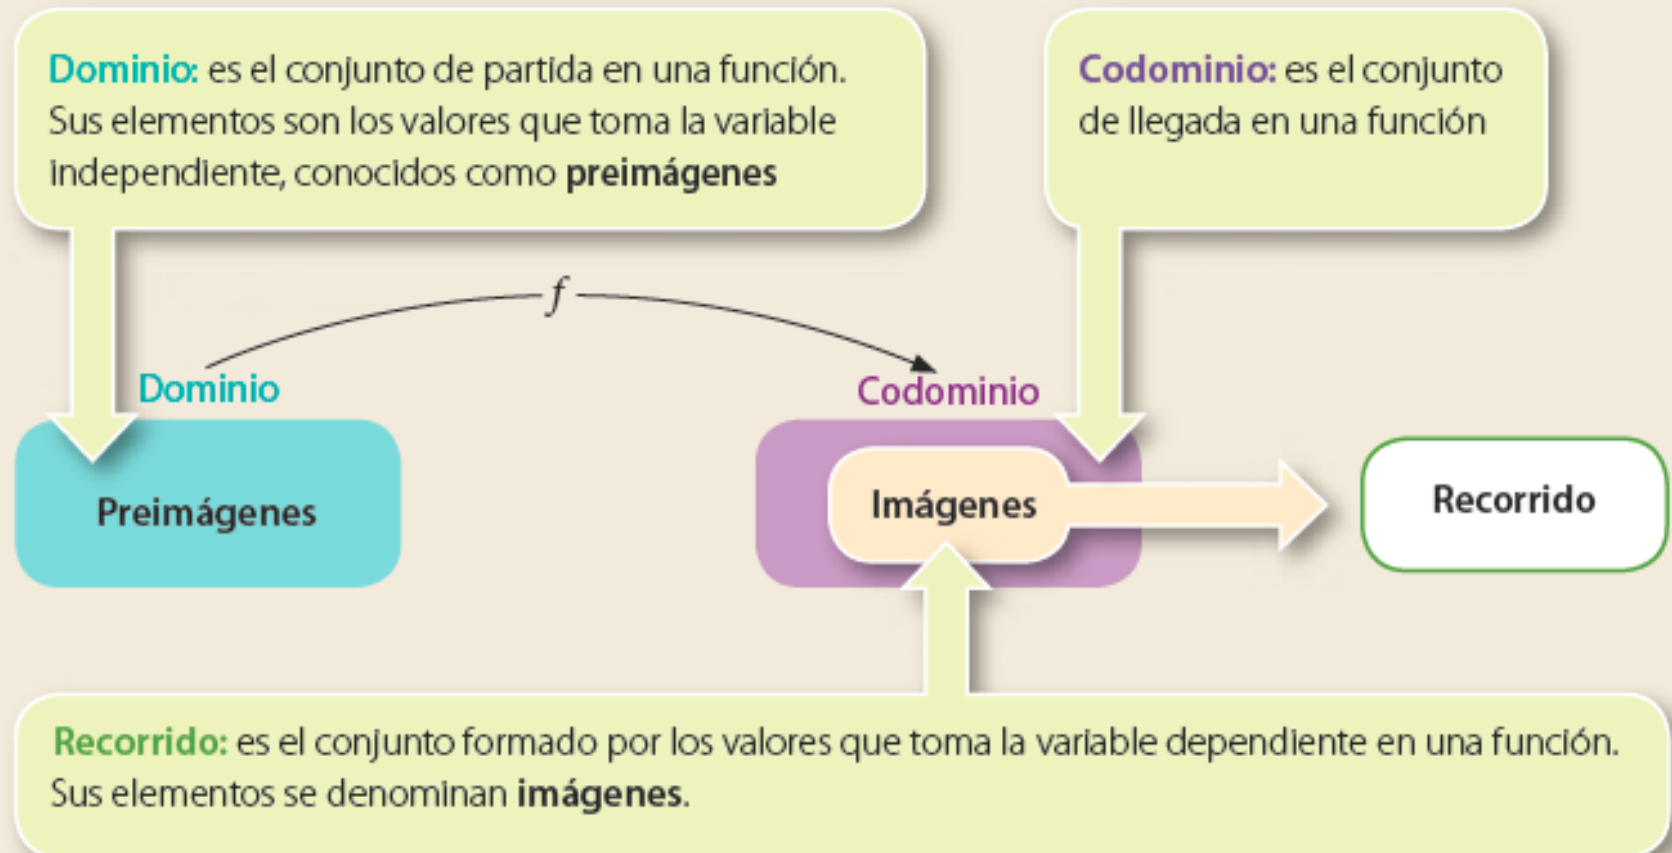 Dominio: es el conjunto de partida en una función.
Sus elementos son los valores que toma la variable
independiente, conocidos como preimágenes
Codominio: es el conjunto
de llegada en una función
f
Dominio
Codominio
Preimágenes
Imágenes
Recorrido
Recorrido: es el conjunto formado por los valores que toma la variable dependiente en una función.
Sus elementos se denominan imágenes.